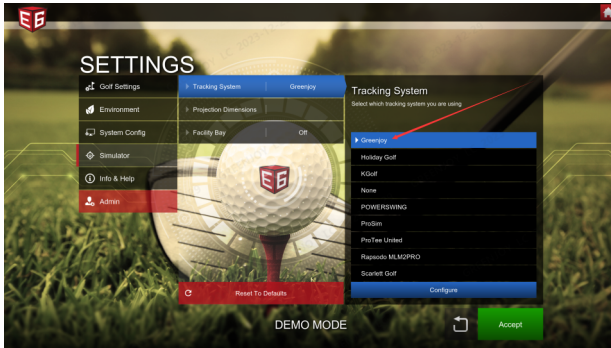 E6
SETTINGS
Golf Settings
Environment
System Config
Simulator
Info & Help
Admin
Tracking System
Greenjoy
Projection Dimensions
Facility Bay
Off
E6
Reset To Defaults
Tracking System
Select which tracking system you are using
Greenjoy
Holiday Golf
KGolf
None
POWERSWING
ProSim
ProTee United
Rapsodo MLM2PRO
Scarlett Golf
Configure
DEMO MODE
Accept